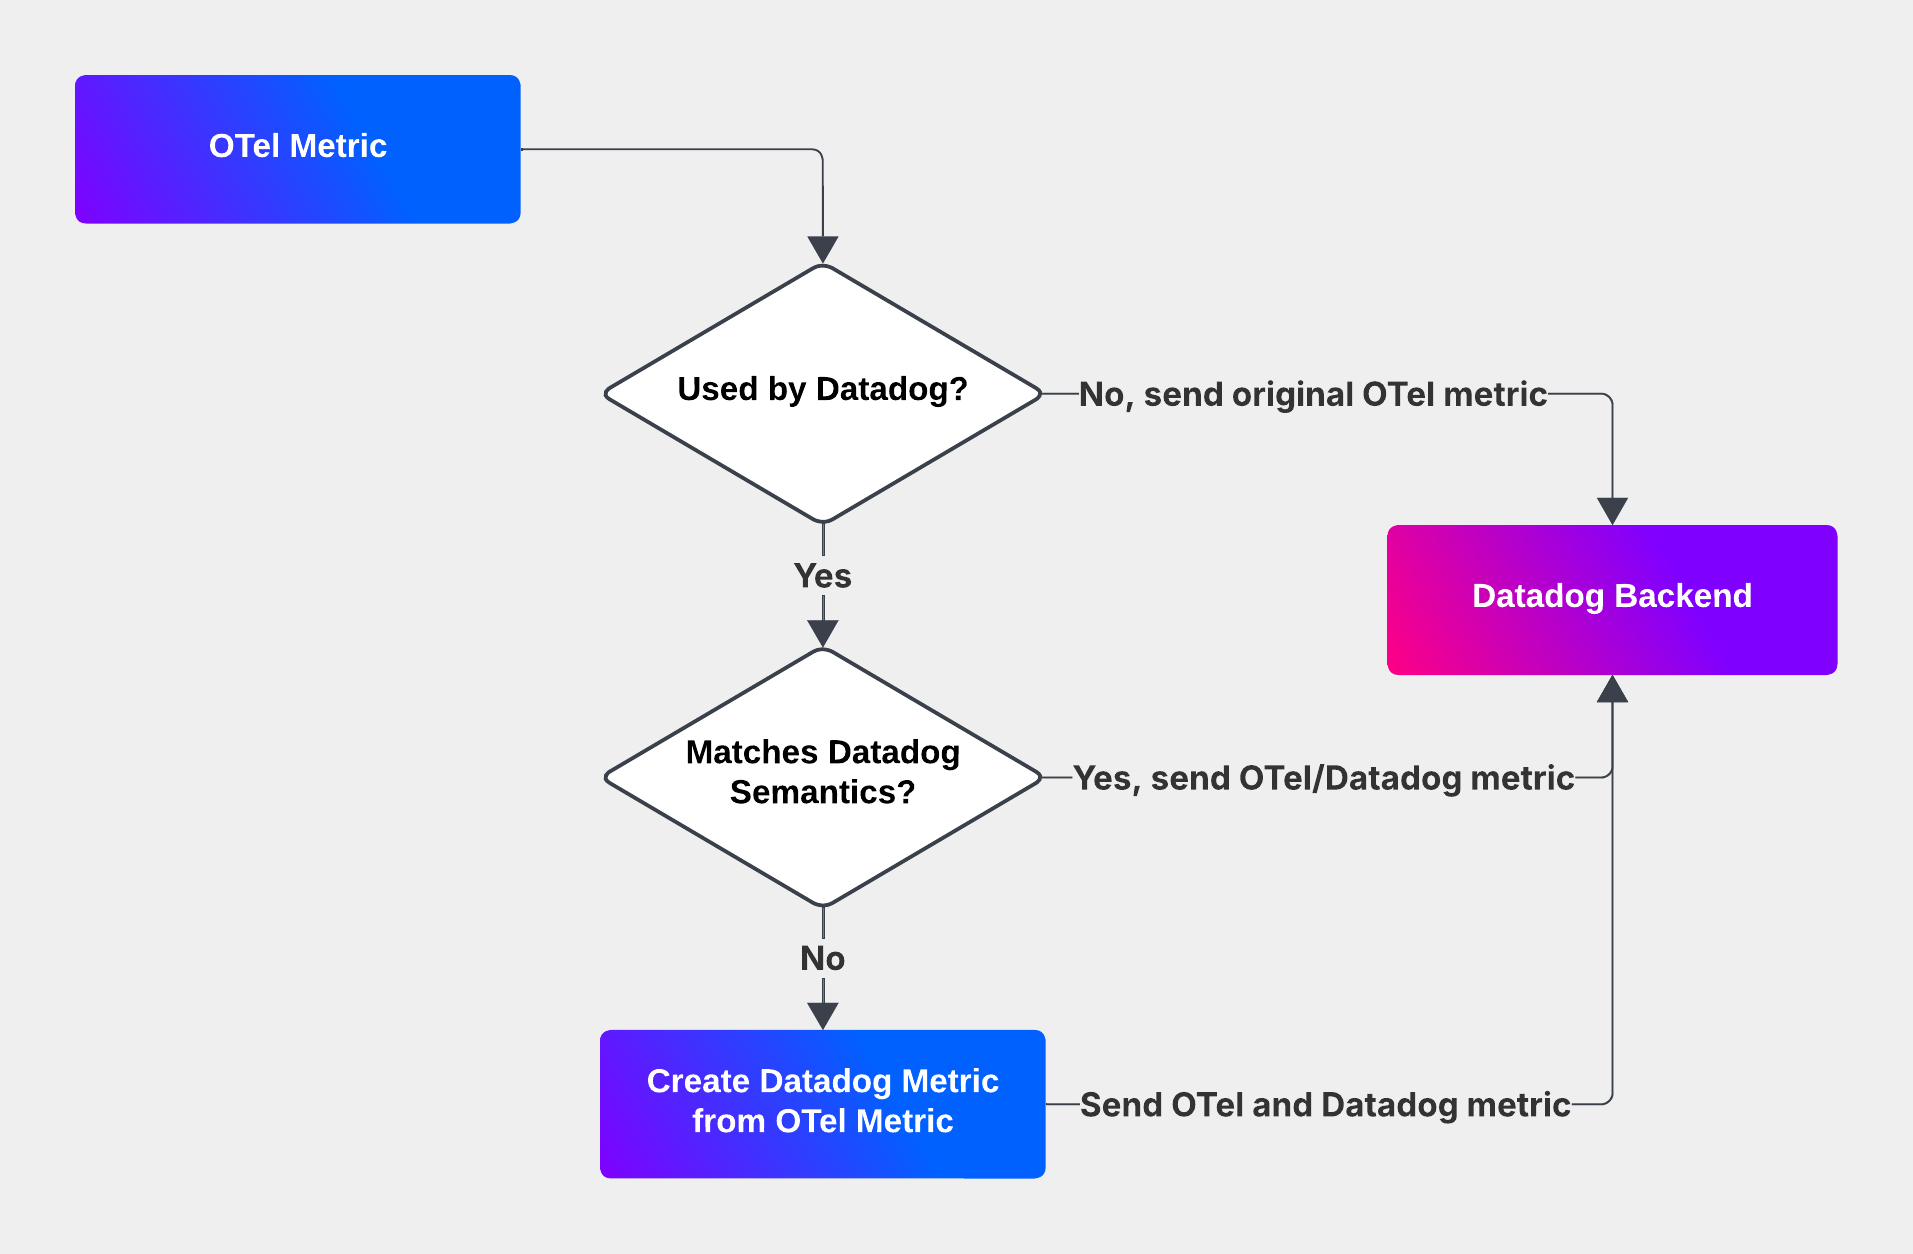 OTel Metric
Used by Datadog?
No, send original OTel metric
Yes
Datadog Backend
Matches Datadog
Semantics?
Yes, send OTel/Datadog metric
No
Create Datadog Metric
from OTel Metric
Send OTel and Datadog metric